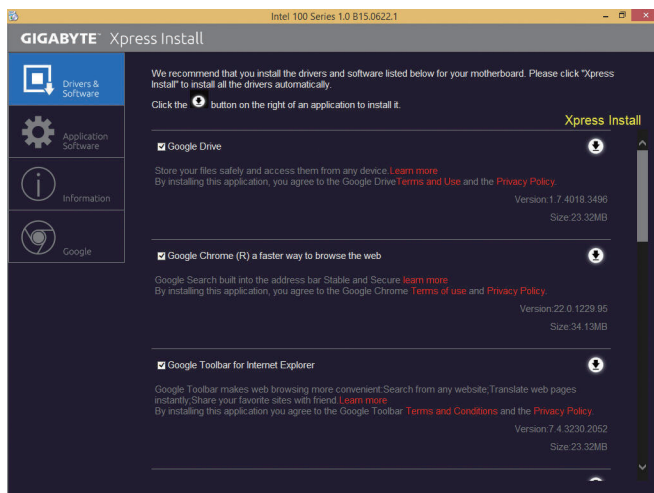 Intel 100 Series 1.0 B15.0622.1
GIGABYTE™ Xpress Install
Drivers &
Software
Application
Software
Information
Google
We recommend that you install the drivers and software listed below for your motherboard. Please click "Xpress
Install" to install all the drivers automatically.
Click the button on the right of an application to install it.
Xpress Install
Google Drive
Store your files safely and access them from any device.Learn more
By installing this application, you agree to the Google DriveTerms and Use and the Privacy Policy.
Version:1.7.4018.3496
Size:23.32MB
Google Chrome (R) a faster way to browse the web
Google Search built into the address bar Stable and Secure learn more
By installing this application, you agree to the Google Chrome Terms of use and Privacy Policy.
Version:22.0.1229.95
Size:34.13MB
Google Toolbar for Internet Explorer
Google Toolbar makes web browsing more convenient:Search from any website;Translate web pages
instantly;Share your favorite sites with friend.Learn more
By installing this application you agree to the Google Toolbar Terms and Conditions and the Privacy Policy.
Version:7.4.3230.2052
Size:23.32MB